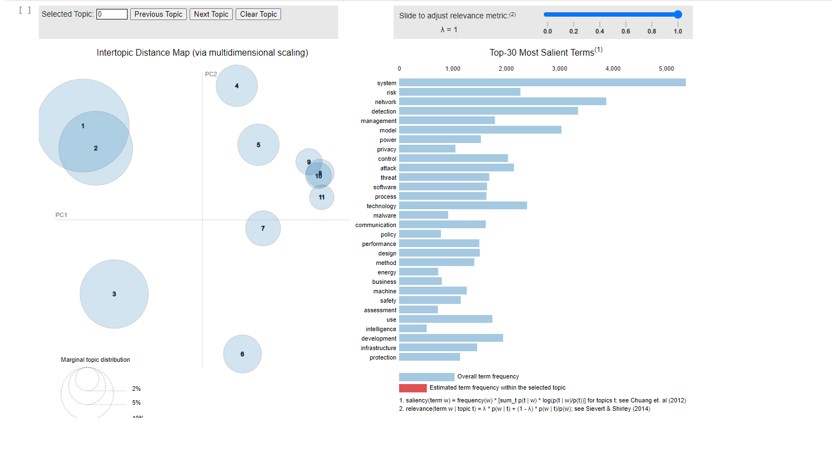 [ ]
Selected Topic: 0 Previous Topic Next Topic Clear Topic
Slide to adjust relevance metric:(2)
λ = 1
0.0 0.2 0.4 0.6 0.8 1.0
Intertopic Distance Map (via multidimensional scaling)
PC2
PC1
1
2
3
4
5
6
7
9
10
11
Marginal topic distribution
2%
5%
Top-30 Most Salient Terms(1)
0 1,000 2,000 3,000 4,000 5,000
system
risk
network
detection
management
model
power
privacy
control
attack
threat
software
process
technology
malware
communication
policy
performance
design
method
energy
business
machine
safety
assessment
use
intelligence
development
infrastructure
protection
Overall term frequency
Estimated term frequency within the selected topic
1. saliency(term w) = frequency(w) * [sum_t p(t | w) * log(p(t | w)/p(t))] for topics t; see Chuang et. al (2012)
2. relevance(term w | topic t) = λ * p(w | t) + (1 - λ) * p(w | t)/p(w); see Sievert & Shirley (2014)